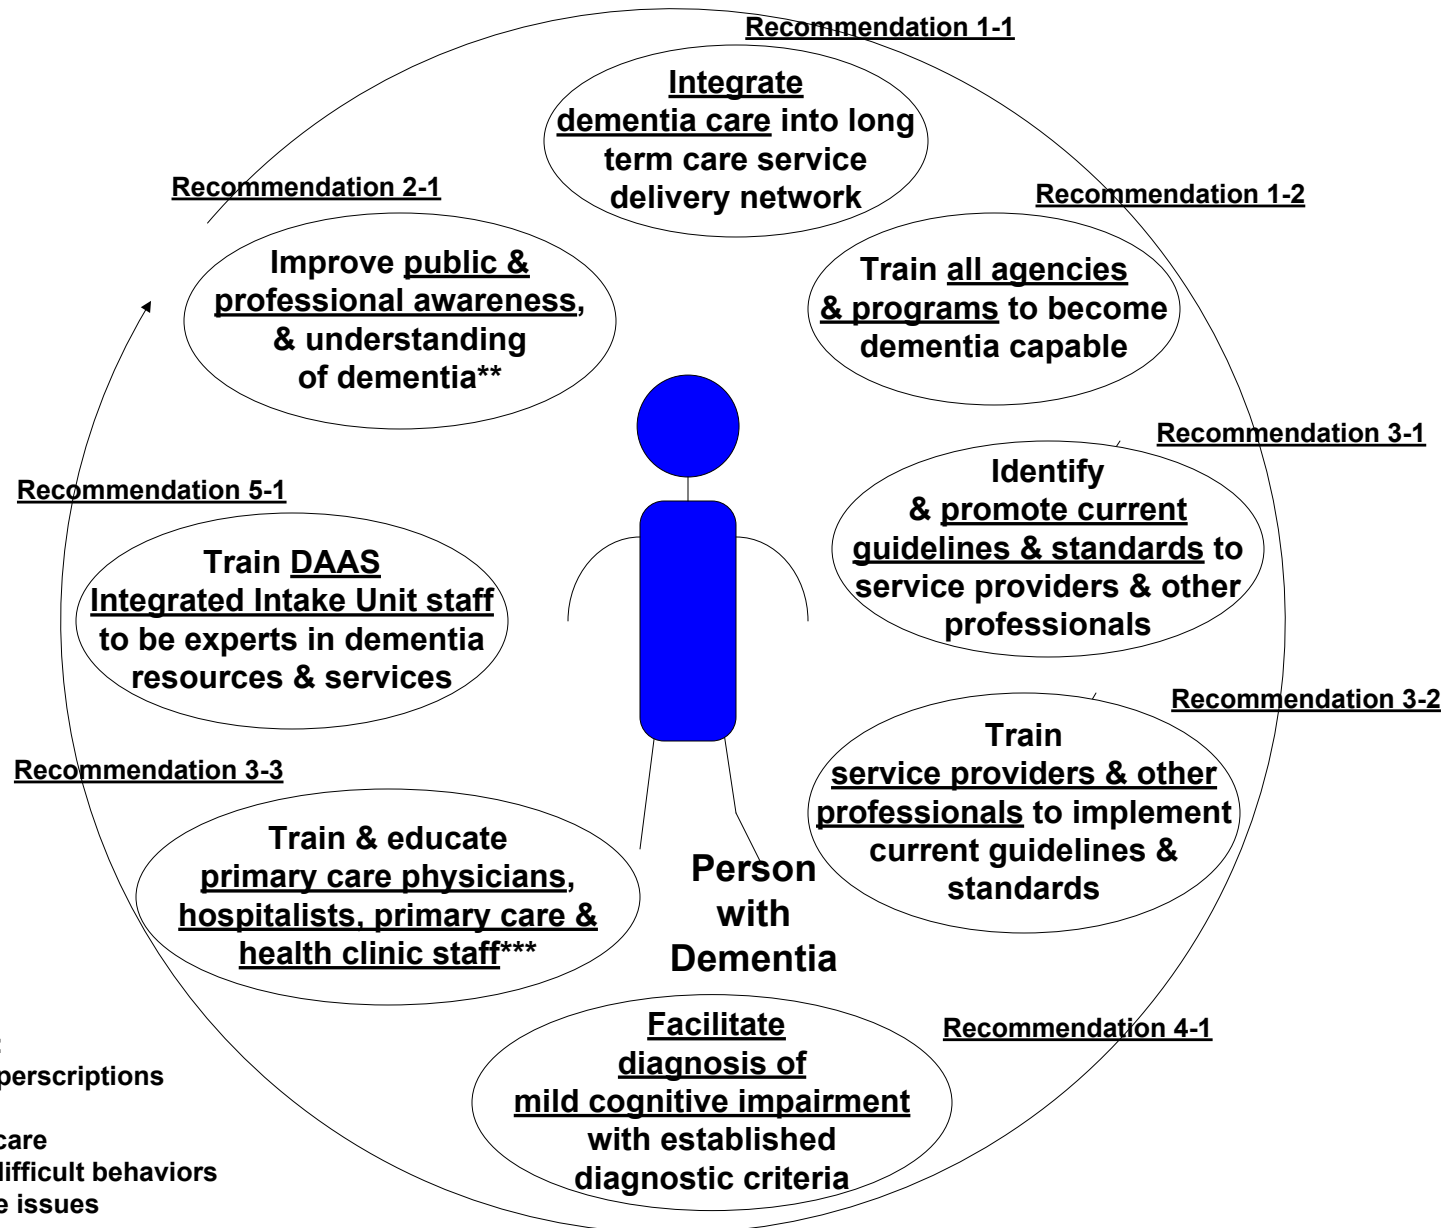 Recommendation 1-1
Integrate
dementia care into long
term care service
delivery network
Recommendation 2-1
Improve public &
professional awareness,
& understanding
of dementia**
Recommendation 1-2
Train all agencies
& programs to become
dementia capable
Recommendation 3-1
Identify
& promote current
guidelines & standards to
service providers & other
professionals
Recommendation 5-1
Train DAAS
Integrated Intake Unit staff
to be experts in dementia
resources & services
Recommendation 3-2
Train
service providers & other
professionals to implement
current guidelines &
standards
Recommendation 3-3
Train & educate
primary care physicians,
hospitalists, primary care &
health clinic staff***
Person
with
Dementia
Recommendation 4-1
Facilitate
diagnosis of
mild cognitive impairment
with established
diagnostic criteria
:
perscriptions
care
difficult behaviors
e issues